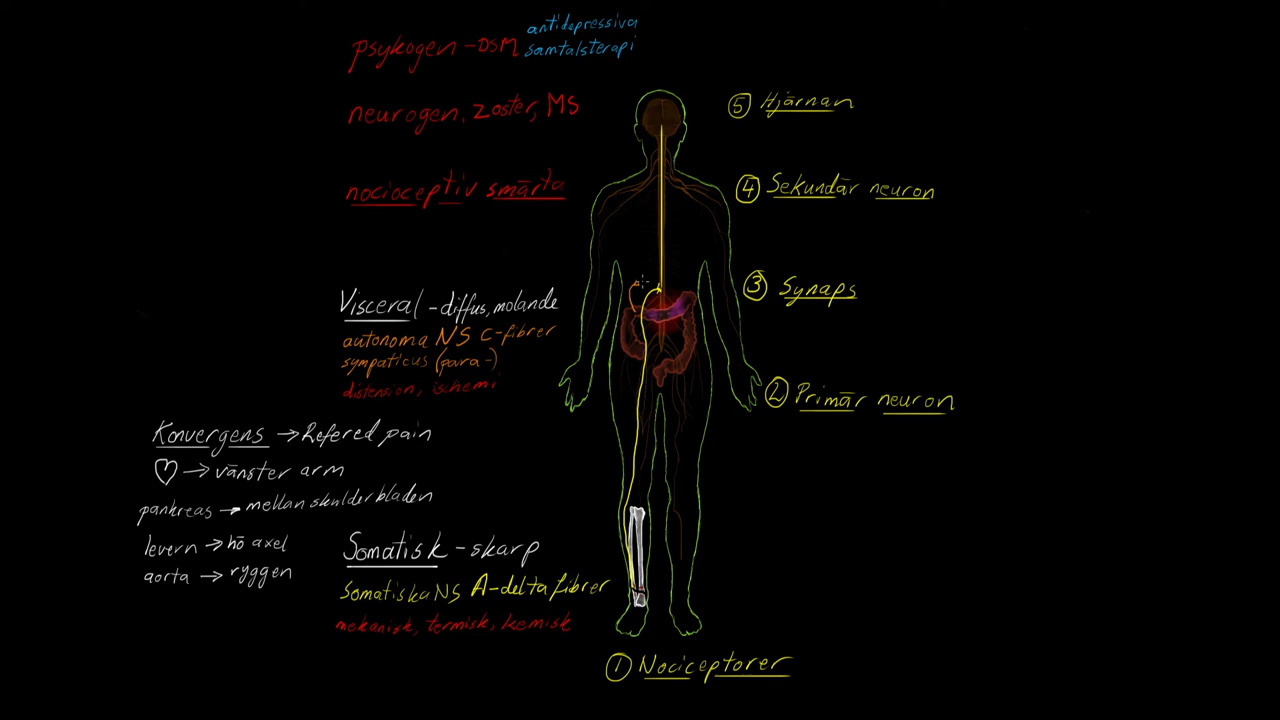 psykogen - DSM antidepressiva
samtalsterapi
neurogen, zoster, MS
nocioceptiv smärta
Visceral - diffus, molande
autonoma NS C-fibrer
sympaticus (para-)
distension, ischemi
Konvergens → Refered pain
♡ → vänster arm
pankreas → mellan skulderbladen
levern → hö axel
aorta → ryggen
Somatisk - skarp
Somatiska NS A-delta fibrer
mekanisk, termisk, kemisk
⑤ Hjärnan
④ Sekundär neuron
③ Synaps
② Primär neuron
① Nociceptorer